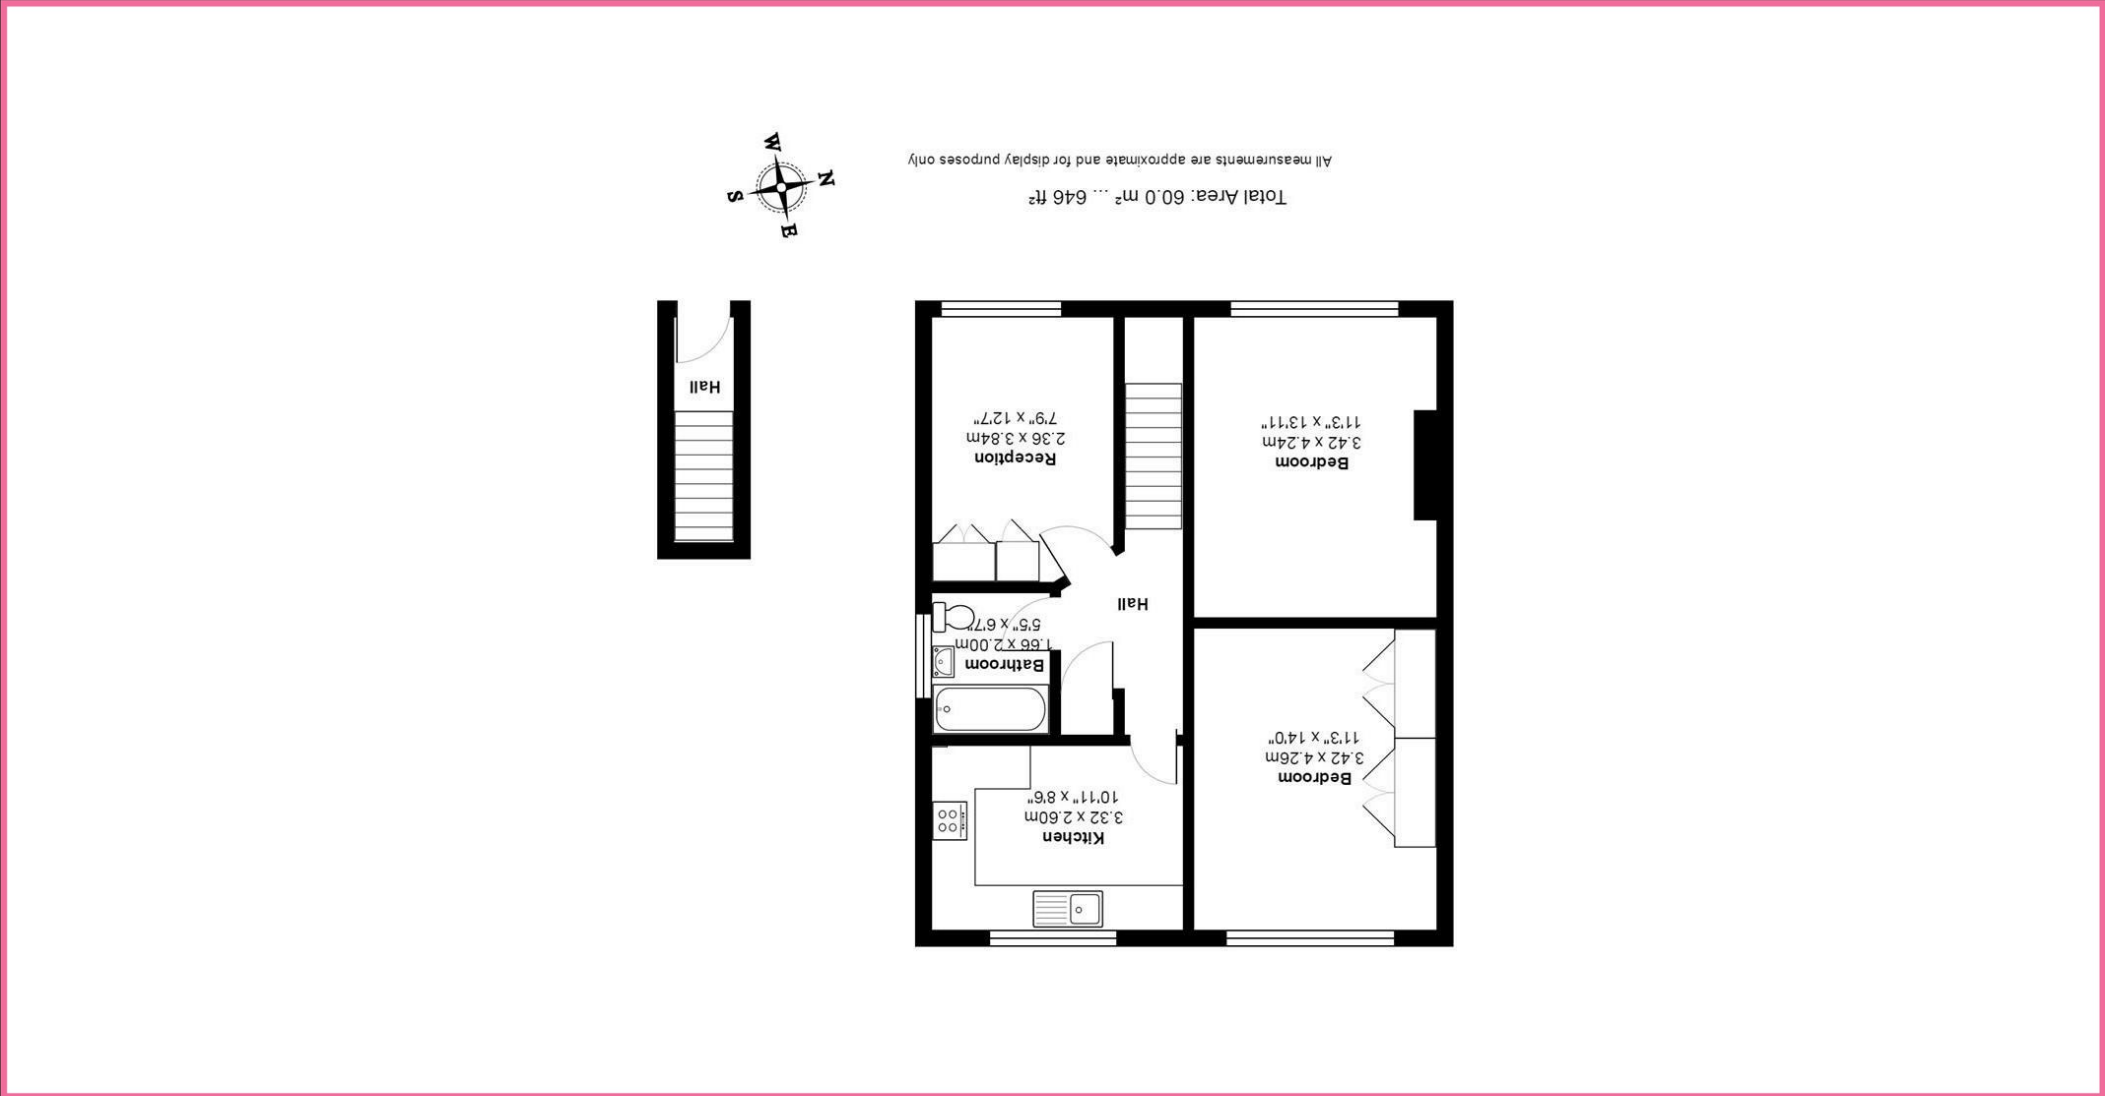 Kitchen
3.32 x 2.60m
10'11" x 8'6"
Bedroom
3.42 x 4.26m
11'3" x 14'0"
Bathroom
1.66 x 2.00m
5'5" x 6'7"
Hall
Bedroom
3.42 x 4.24m
11'3" x 13'11"
Reception
2.36 x 3.84m
7'9" x 12'7"
Hall
Total Area: 60.0 m² ... 646 ft²
All measurements are approximate and for display purposes only
E
S
N
W